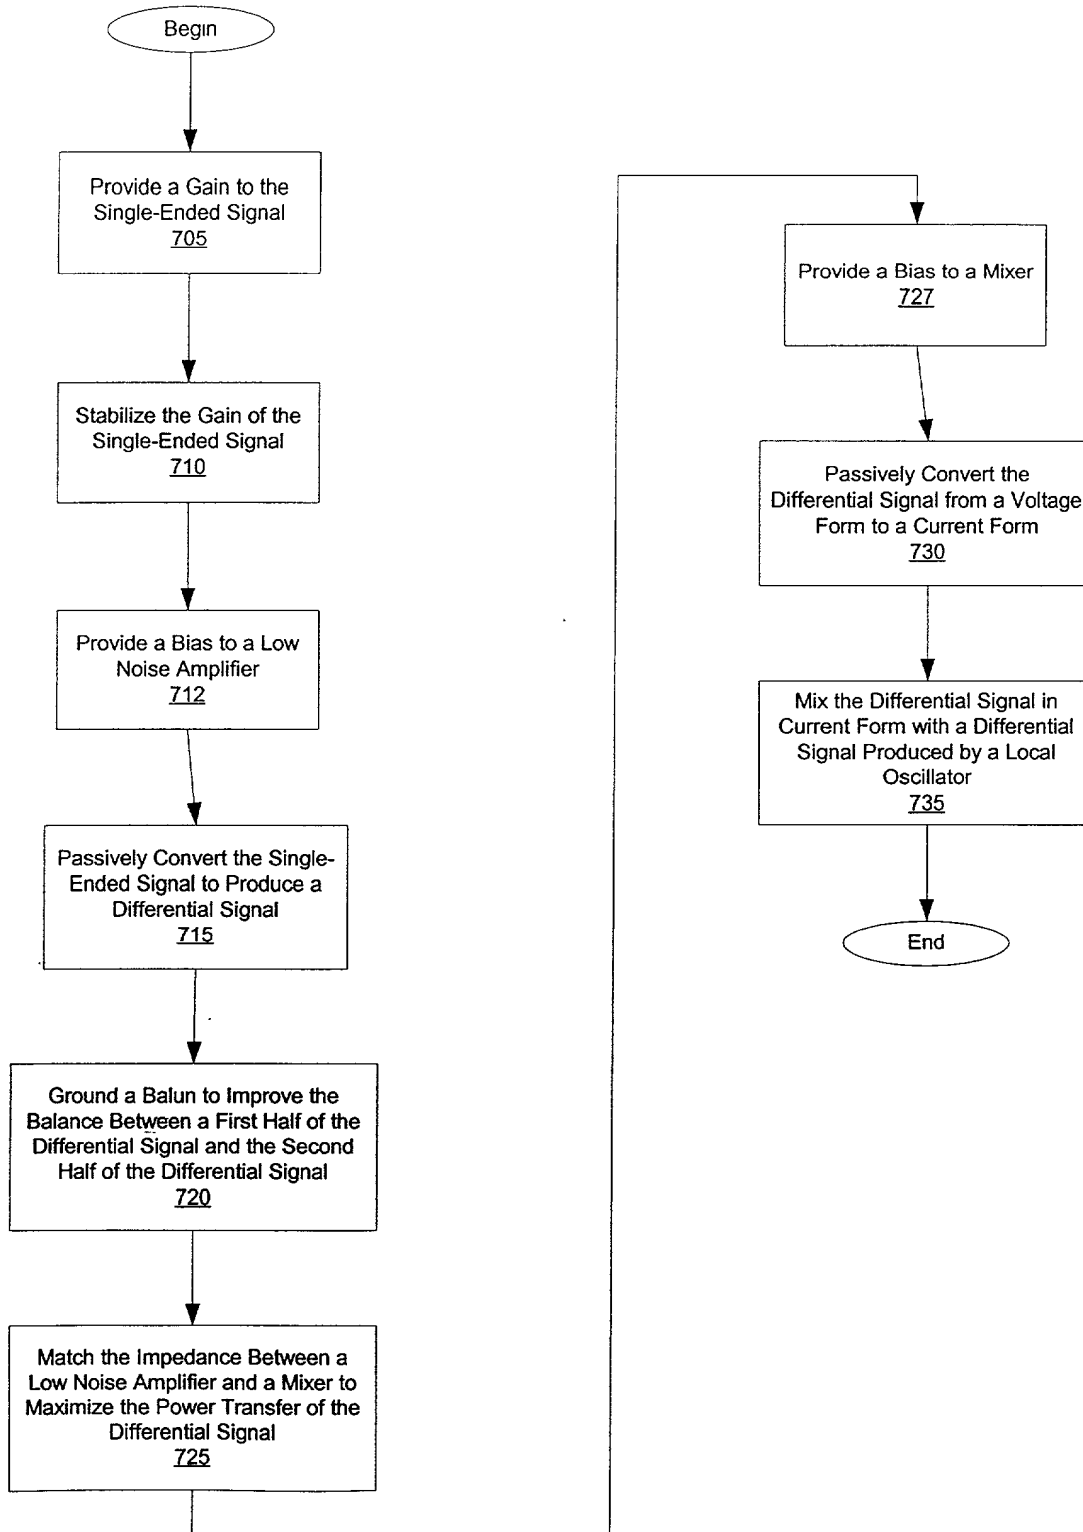 Begin
Provide a Gain to the
Single-Ended Signal
705
Stabilize the Gain of the
Single-Ended Signal
710
Provide a Bias to a Low
Noise Amplifier
712
Passively Convert the Single-
Ended Signal to Produce a
Differential Signal
715
Ground a Balun to Improve the
Balance Between a First Half of the
Differential Signal and the Second
Half of the Differential Signal
720
Match the Impedance Between a
Low Noise Amplifier and a Mixer to
Maximize the Power Transfer of the
Differential Signal
725
Provide a Bias to a Mixer
727
Passively Convert the
Differential Signal from a Voltage
Form to a Current Form
730
Mix the Differential Signal in
Current Form with a Differential
Signal Produced by a Local
Oscillator
735
End